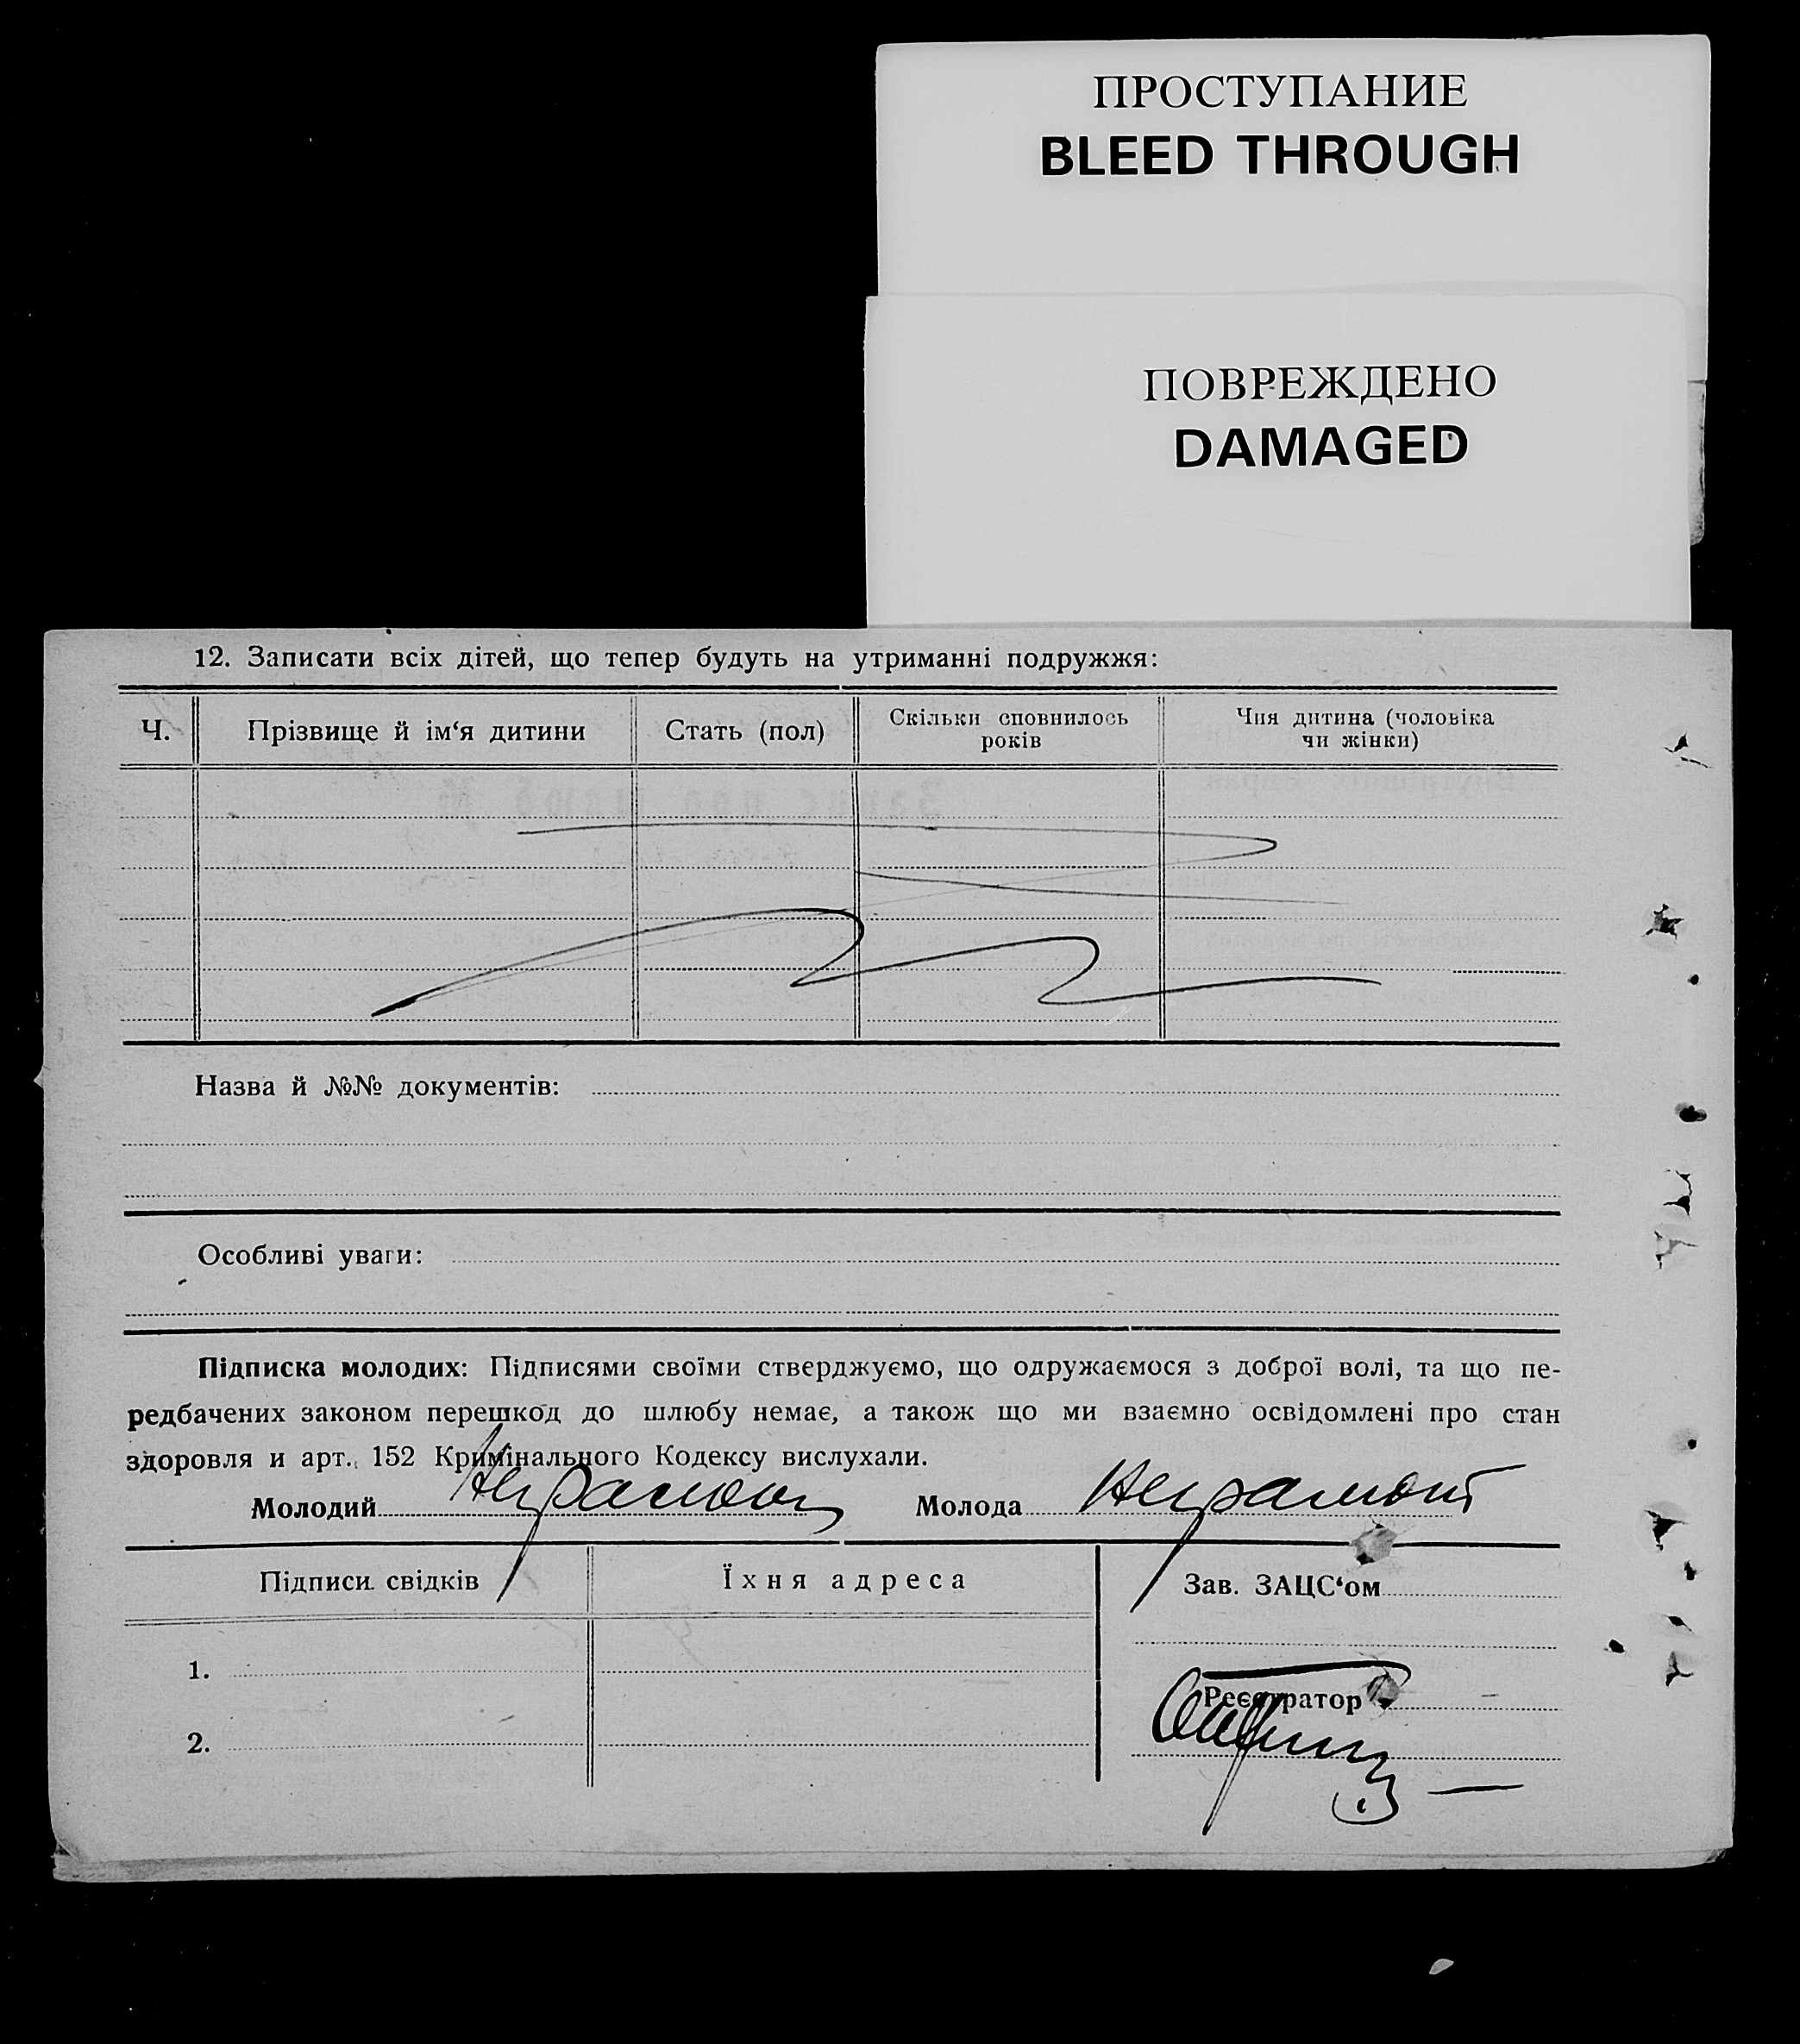 ПРОСТУПАНИЕ
BLEED THROUGH
ПОВРЕЖДЕНО
DAMAGED
12. Записати всіх дітей, що тепер будуть на утриманні подружжя:
Ч.
Прізвище й ім‘я дитини
Стать (пол)
Скільки сповнилось
років
Чия дитина (чоловіка
чи жінки)
Назва й №№ документів:
Особливі уваги:
Підписка молодих: Підписями своїми стверджуємо, що одружаємося з доброї волі, та що пе-
редбачених законом перешкод до шлюбу немає, а також що ми взаємно освідомлені про стан
здоровля и арт. 152 Кримінального Кодексу вислухали.
Молодий Молода
Підписи свідків Їхня адреса Зав. ЗАЦС‘ом
1.
Реєстратор
2.